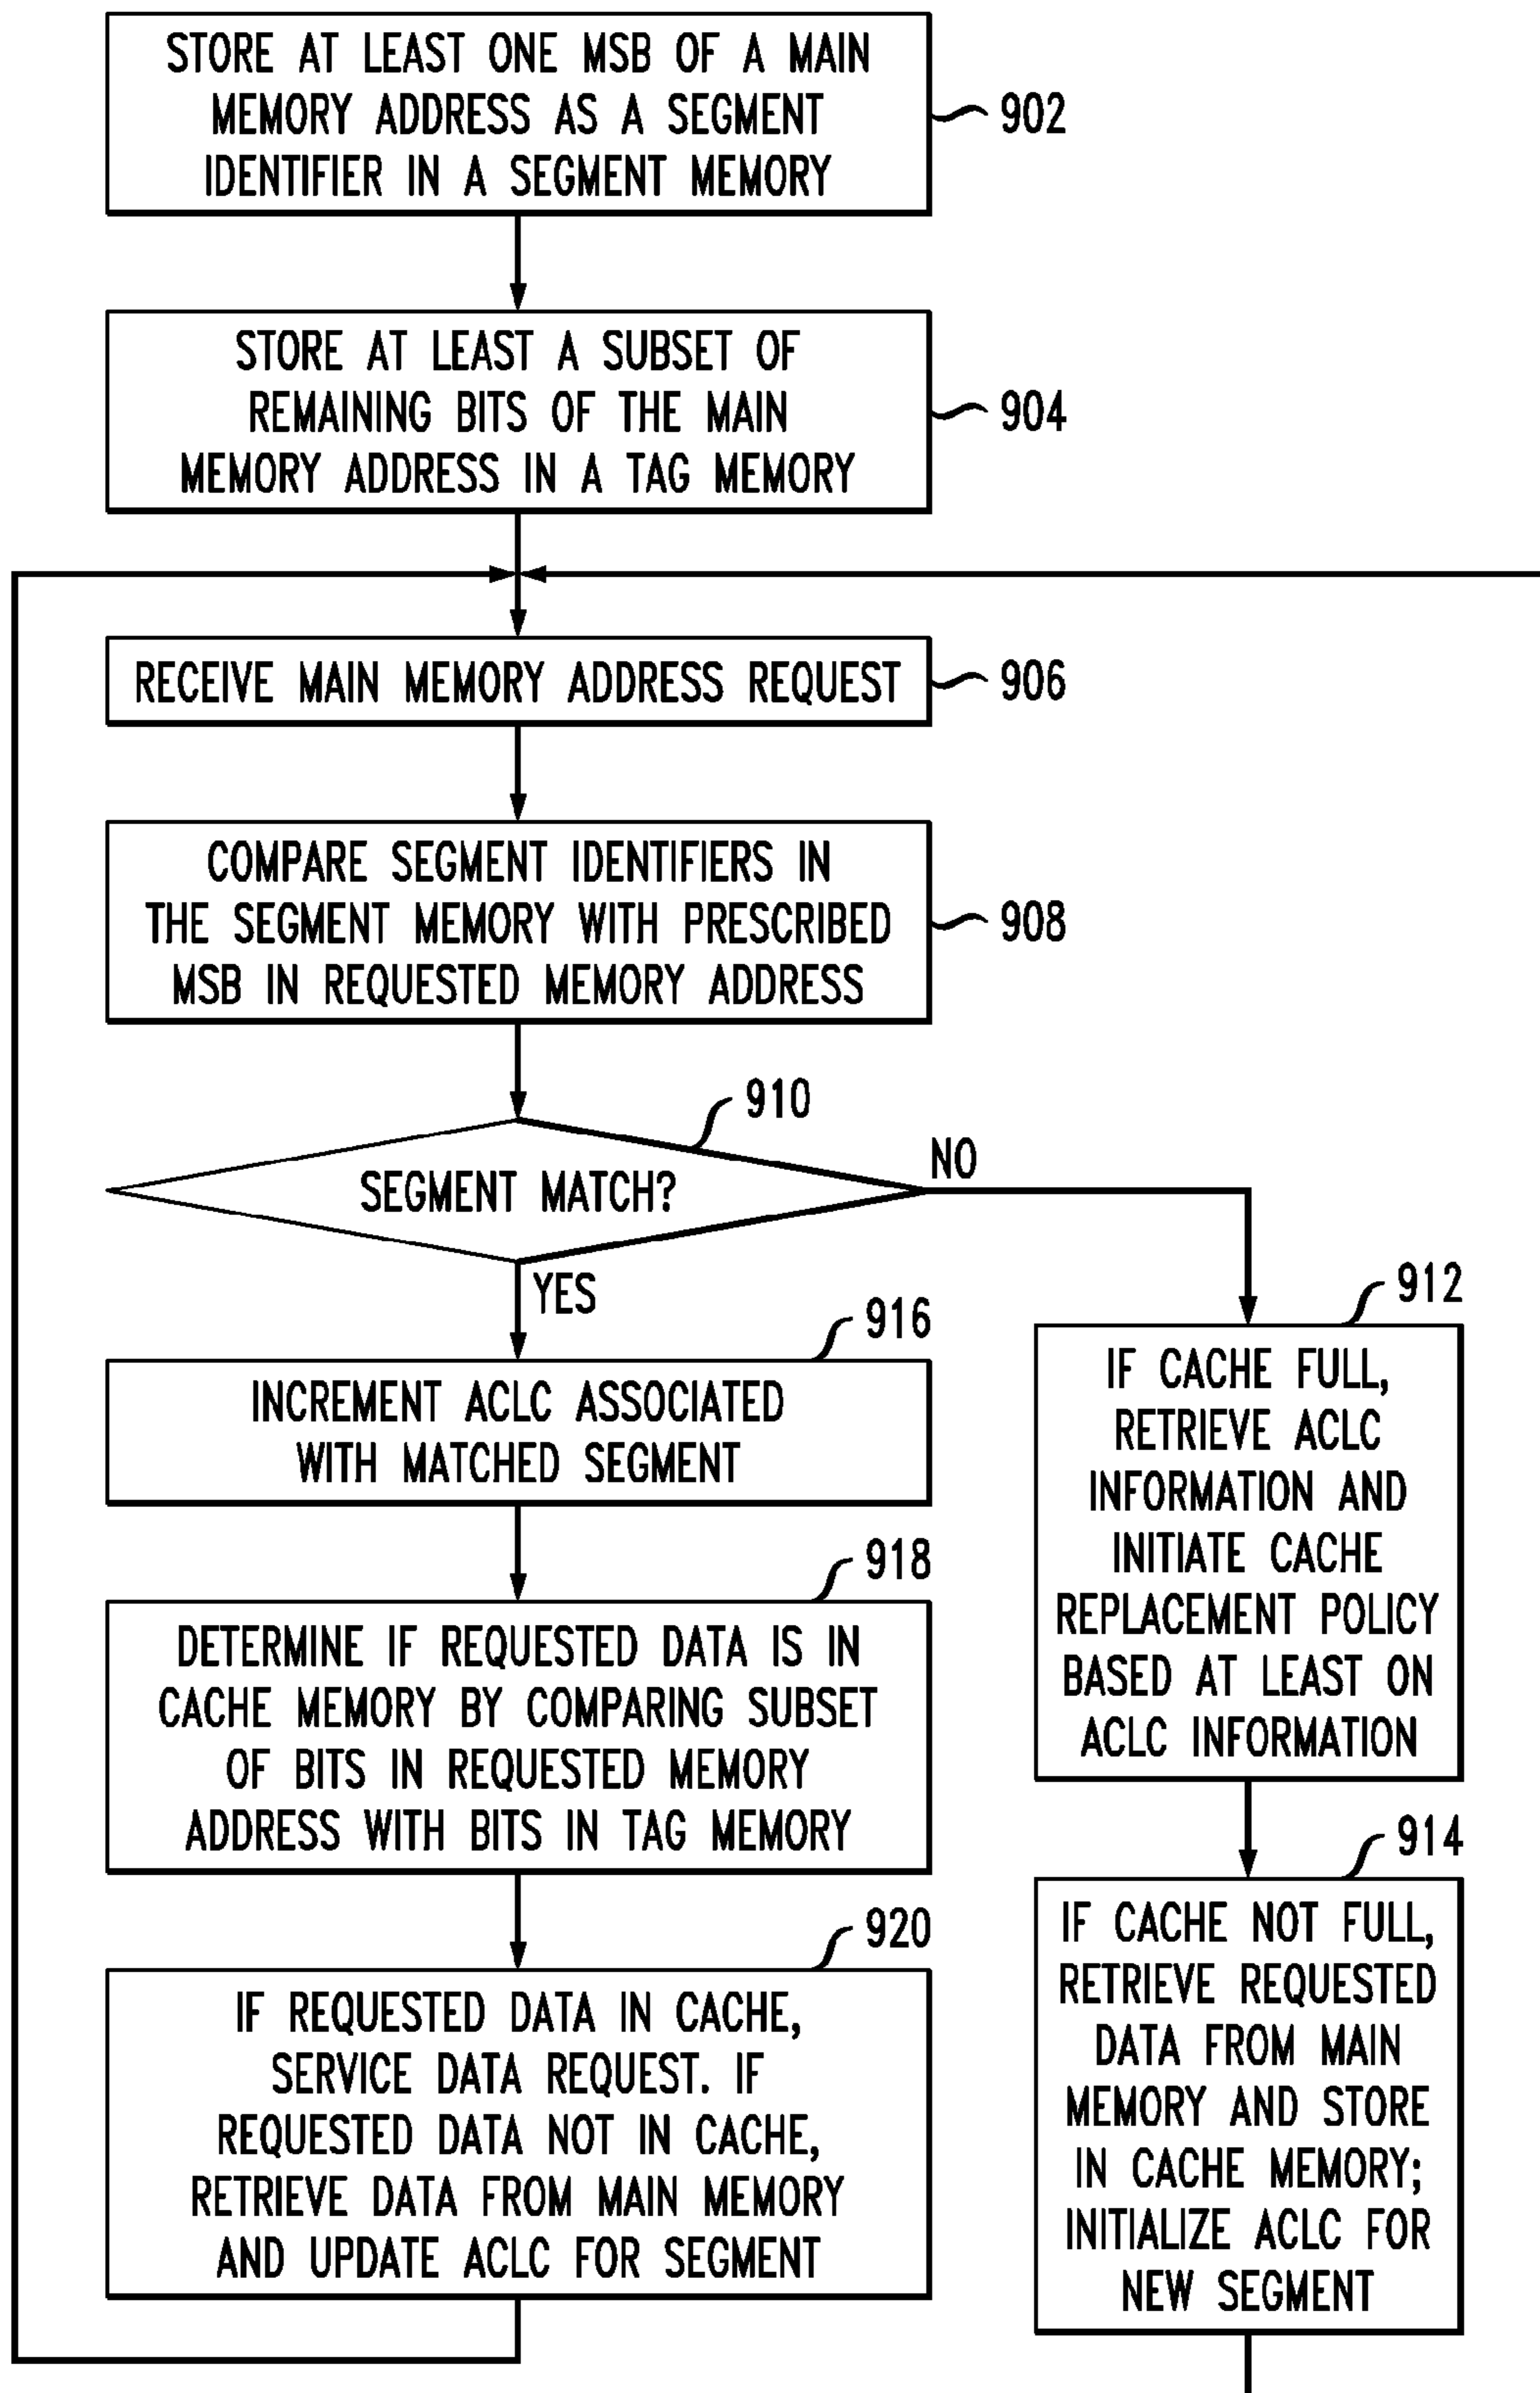 STORE AT LEAST ONE MSB OF A MAIN
MEMORY ADDRESS AS A SEGMENT
IDENTIFIER IN A SEGMENT MEMORY
902
STORE AT LEAST A SUBSET OF
REMAINING BITS OF THE MAIN
MEMORY ADDRESS IN A TAG MEMORY
904
RECEIVE MAIN MEMORY ADDRESS REQUEST
906
COMPARE SEGMENT IDENTIFIERS IN
THE SEGMENT MEMORY WITH PRESCRIBED
MSB IN REQUESTED MEMORY ADDRESS
908
910
SEGMENT MATCH?
NO
YES
916
INCREMENT ACLC ASSOCIATED
WITH MATCHED SEGMENT
918
DETERMINE IF REQUESTED DATA IS IN
CACHE MEMORY BY COMPARING SUBSET
OF BITS IN REQUESTED MEMORY
ADDRESS WITH BITS IN TAG MEMORY
920
IF REQUESTED DATA IN CACHE,
SERVICE DATA REQUEST. IF
REQUESTED DATA NOT IN CACHE,
RETRIEVE DATA FROM MAIN MEMORY
AND UPDATE ACLC FOR SEGMENT
912
IF CACHE FULL,
RETRIEVE ACLC
INFORMATION AND
INITIATE CACHE
REPLACEMENT POLICY
BASED AT LEAST ON
ACLC INFORMATION
914
IF CACHE NOT FULL,
RETRIEVE REQUESTED
DATA FROM MAIN
MEMORY AND STORE
IN CACHE MEMORY;
INITIALIZE ACLC FOR
NEW SEGMENT